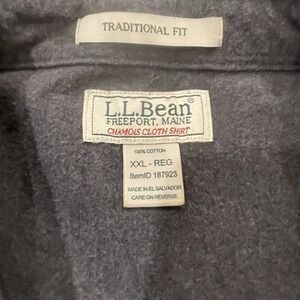 TRADITIONAL FIT
L.L.Bean
FREEPORT, MAINE
CHAMOIS CLOTH SHIRT
100% COTTON
XXL - REG
ItemID 187923
MADE IN EL SALVADOR
CARE ON REVERSE